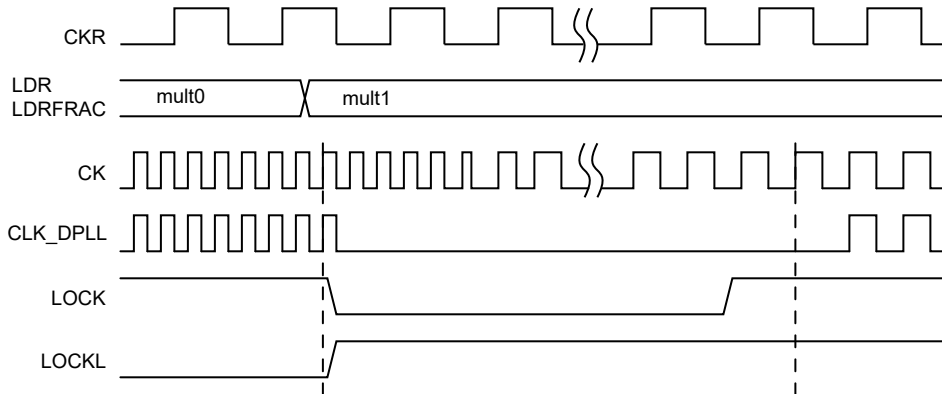 CKR
LDR
LDRFRAC
mult0
mult1
CK
CLK_DPLL
LOCK
LOCKL